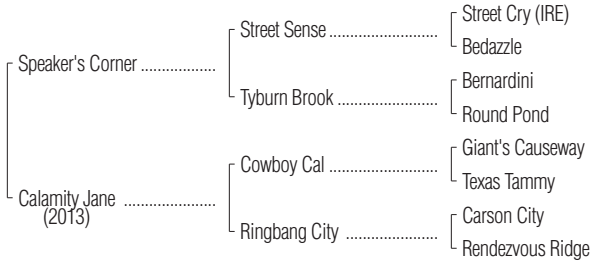 Street Cry (IRE)
Street Sense ....................
Bedazzle
Speaker's Corner ..................
Bernardini
Tyburn Brook .....................
Round Pond
Giant's Causeway
Cowboy Cal .....................
Texas Tammy
Calamity Jane .....................
(2013)
Carson City
Ringbang City ....................
Rendezvous Ridge